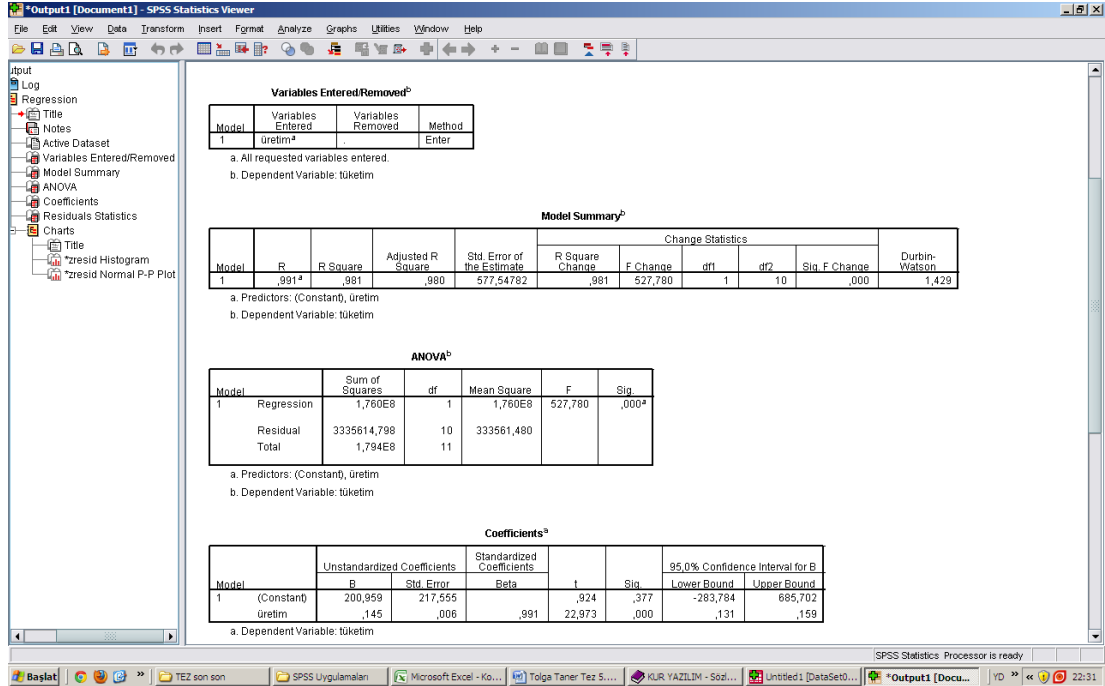 *Output1 [Document1] - SPSS Statistics Viewer
File Edit View Data Transform Insert Format Analyze Graphs Utilities Window Help
utput
Log
Regression
Title
Notes
Active Dataset
Variables Entered/Removed
Model Summary
ANOVA
Coefficients
Residuals Statistics
Charts
Title
*zresid Histogram
*zresid Normal P-P Plot
Variables Entered/Removedb
Model Variables Entered Variables Removed Method
1 üretima . Enter
a. All requested variables entered.
b. Dependent Variable: tüketim
Model Summaryb
Change Statistics
Model R R Square Adjusted R Square Std. Error of the Estimate R Square Change F Change df1 df2 Sig. F Change Durbin-Watson
1 ,991a ,981 ,980 577,54782 ,981 527,780 1 10 ,000 1,429
a. Predictors: (Constant), üretim
b. Dependent Variable: tüketim
ANOVAb
Model Sum of Squares df Mean Square F Sig.
1 Regression 1,760E8 1 1,760E8 527,780 ,000a
Residual 3335614,798 10 333561,480
Total 1,794E8 11
a. Predictors: (Constant), üretim
b. Dependent Variable: tüketim
Coefficientsa
Unstandardized Coefficients Standardized Coefficients 95,0% Confidence Interval for B
Model B Std. Error Beta t Sig. Lower Bound Upper Bound
1 (Constant) 200,959 217,555 ,924 ,377 -283,784 685,702
üretim ,145 ,006 ,991 22,973 ,000 ,131 ,159
a. Dependent Variable: tüketim
SPSS Statistics Processor is ready
Başlat TEZ son son SPSS Uygulamaları Microsoft Excel - Ko... Tolga Taner Tez 5.... KUR YAZILIM - Sözl... Untitled1 [DataSet0... *Output1 [Docu... YD 22:31